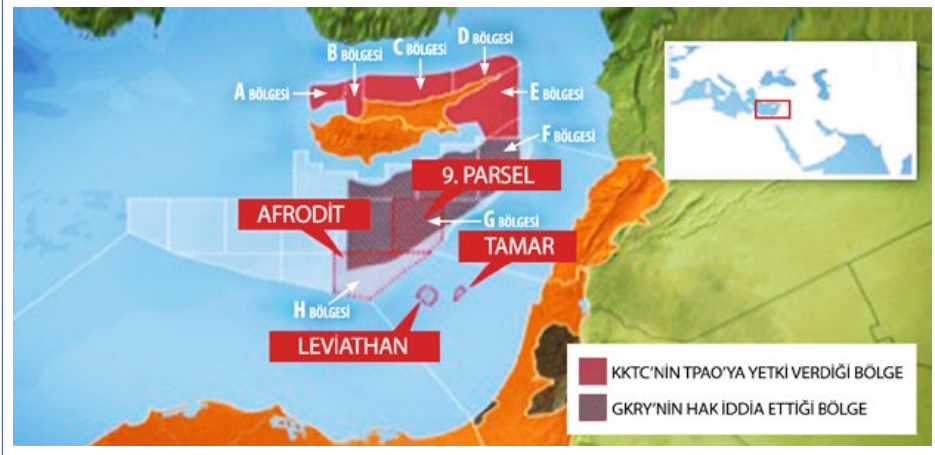 D BÖLGESİ
C BÖLGESİ
B BÖLGESİ
A BÖLGESİ
E BÖLGESİ
F BÖLGESİ
9. PARSEL
AFRODİT
G BÖLGESİ
TAMAR
H BÖLGESİ
LEVİATHAN
KKTC'NİN TPAO'YA YETKİ VERDİĞİ BÖLGE
GKRY'NİN HAK İDDİA ETTİĞİ BÖLGE